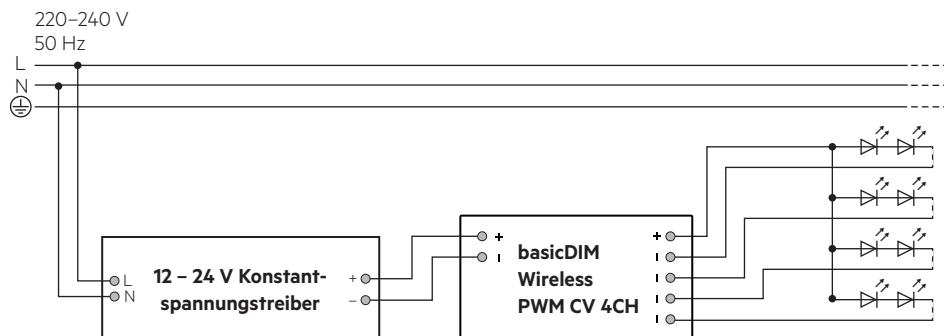 220–240 V
50 Hz
L
N
12 – 24 V Konstant-
spannungstreiber
L
N
+
–
+
I
basicDIM
Wireless
PWM CV 4CH
+
I
I
I
I